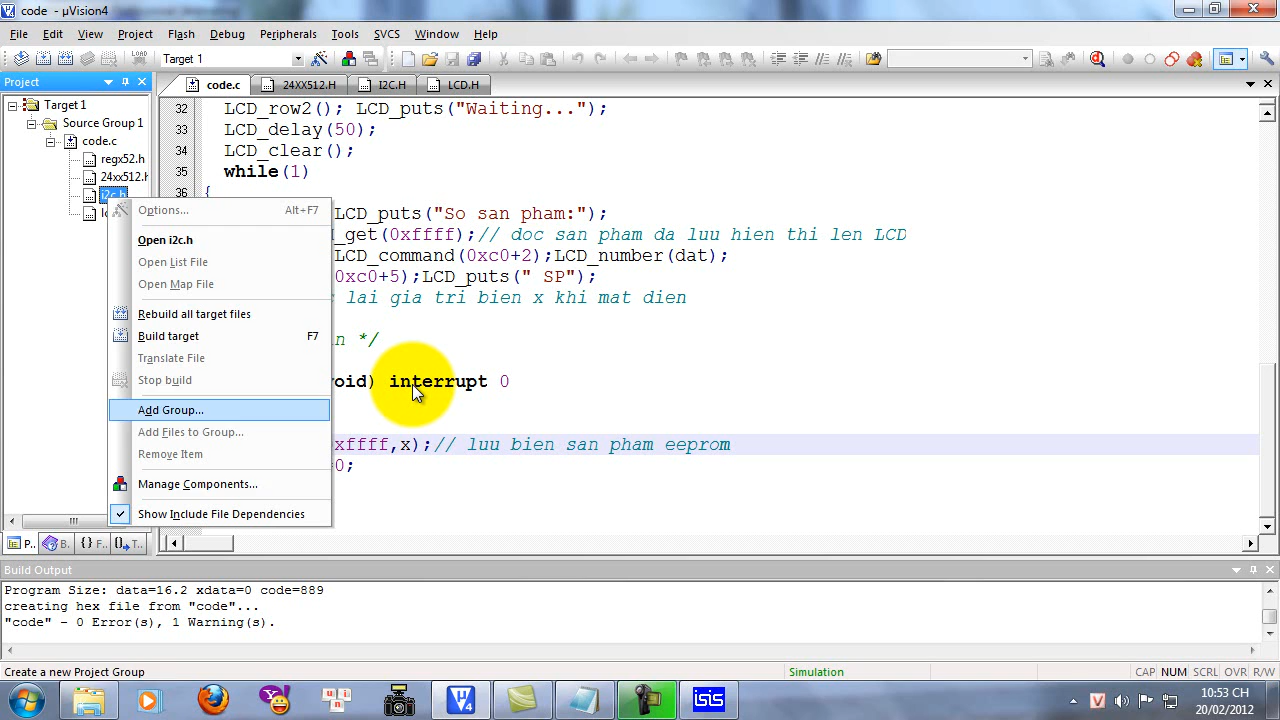 code - µVision4
File Edit View Project Flash Debug Peripherals Tools SVCS Window Help
LOAD Target 1
Project
code.c 24XX512.H I2C.H LCD.H
Target 1
Source Group 1
code.c
regx52.h
24xx512.h
i2c.h
32 LCD_row2(); LCD_puts("Waiting...");
33 LCD_delay(50);
34 LCD_clear();
35 while(1)
36 {
LCD_puts("So san pham:");
_get(0xffff);// doc san pham da luu hien thi len LCD
LCD_command(0xc0+2);LCD_number(dat);
0xc0+5);LCD_puts(" SP");
lai gia tri bien x khi mat dien
n */
oid) interrupt 0
xffff,x);// luu bien san pham eeprom
=0;
Options... Alt+F7
Open i2c.h
Open List File
Open Map File
Rebuild all target files
Build target F7
Translate File
Stop build
Add Group...
Add Files to Group...
Remove Item
Manage Components...
Show Include File Dependencies
P.. B.. {} F.. T..
Build Output
Program Size: data=16.2 xdata=0 code=889
creating hex file from "code"...
"code" - 0 Error(s), 1 Warning(s).
Create a new Project Group Simulation CAP NUM SCRL OVR R/W
isis
10:53 CH
20/02/2012